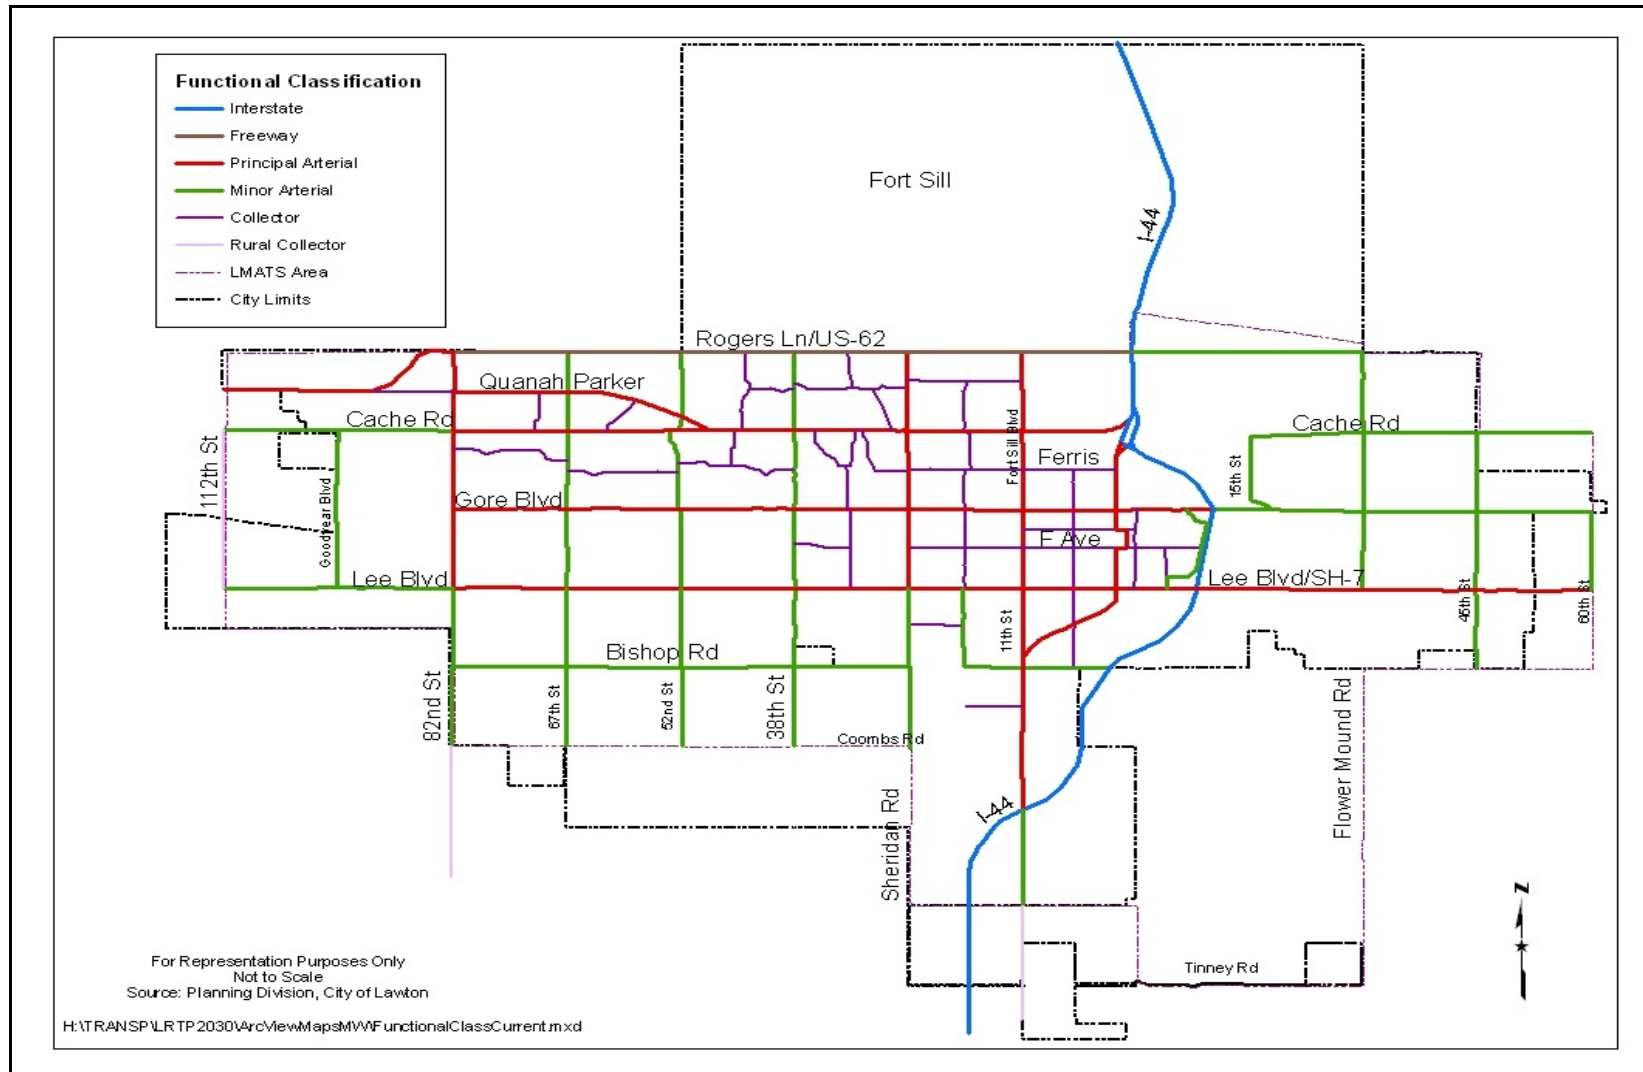 Functional Classification
Interstate
Freeway
Principal Arterial
Minor Arterial
Collector
Rural Collector
LMATS Area
City Limits
Fort Sill
I-44
Rogers Ln/US-62
Quanah Parker
Cache Rd
Cache Rd
112th St
Goodyear Blvd
Fort Sill Blvd
Ferris
15th St
Gore Blvd
F Ave
Lee Blvd
Lee Blvd/SH-7
45th St
60th St
11th St
Bishop Rd
82nd St
67th St
52nd St
38th St
Coombs Rd
Flower Mound Rd
I-44
Sheridan Rd
Tinney Rd
N
For Representation Purposes Only
Not to Scale
Source: Planning Division, City of Lawton
H:\TRANSP\LRTP2030\ArcViewMapsMW\FunctionalClassCurrent.mxd